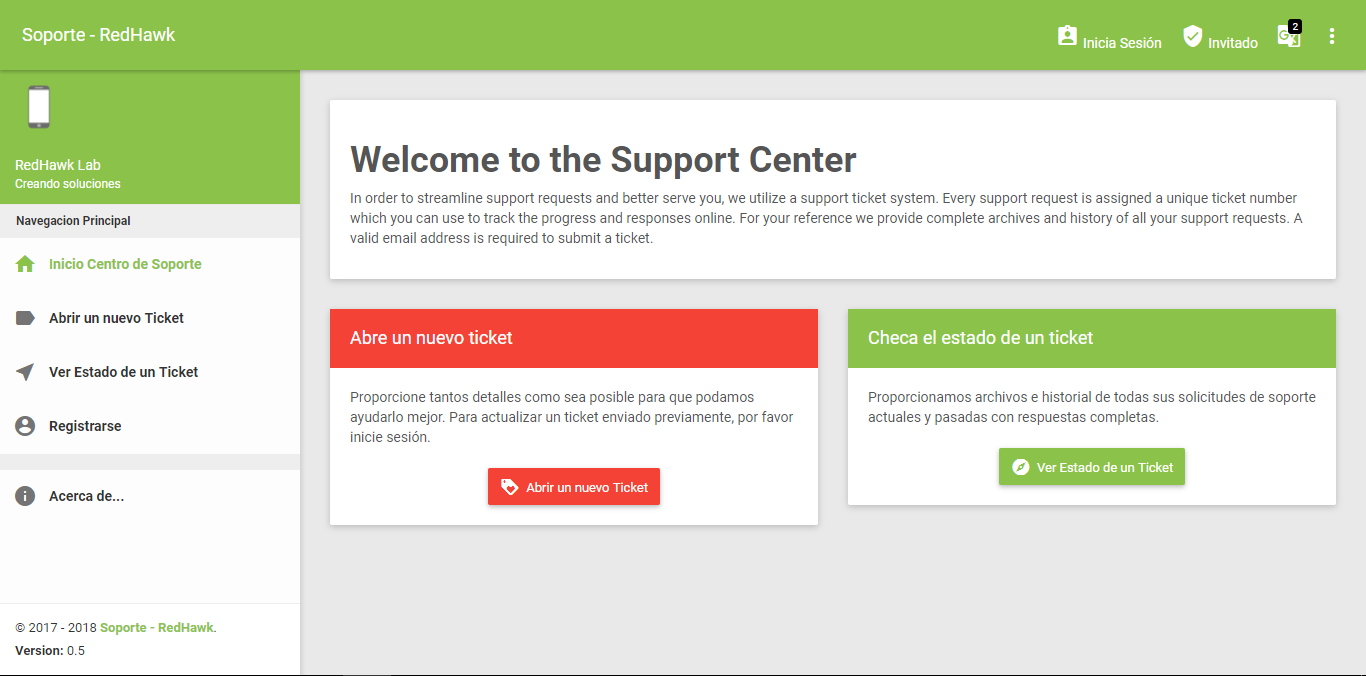 Soporte - RedHawk
Inicia Sesión
Invitado
2
RedHawk Lab
Creando soluciones
Navegacion Principal
Inicio Centro de Soporte
Abrir un nuevo Ticket
Ver Estado de un Ticket
Registrarse
Acerca de...
© 2017 - 2018 Soporte - RedHawk.
Version: 0.5
Welcome to the Support Center
In order to streamline support requests and better serve you, we utilize a support ticket system. Every support request is assigned a unique ticket number
which you can use to track the progress and responses online. For your reference we provide complete archives and history of all your support requests. A
valid email address is required to submit a ticket.
Abre un nuevo ticket
Proporcione tantos detalles como sea posible para que podamos
ayudarlo mejor. Para actualizar un ticket enviado previamente, por favor
inicie sesión.
Abrir un nuevo Ticket
Checa el estado de un ticket
Proporcionamos archivos e historial de todas sus solicitudes de soporte
actuales y pasadas con respuestas completas.
Ver Estado de un Ticket